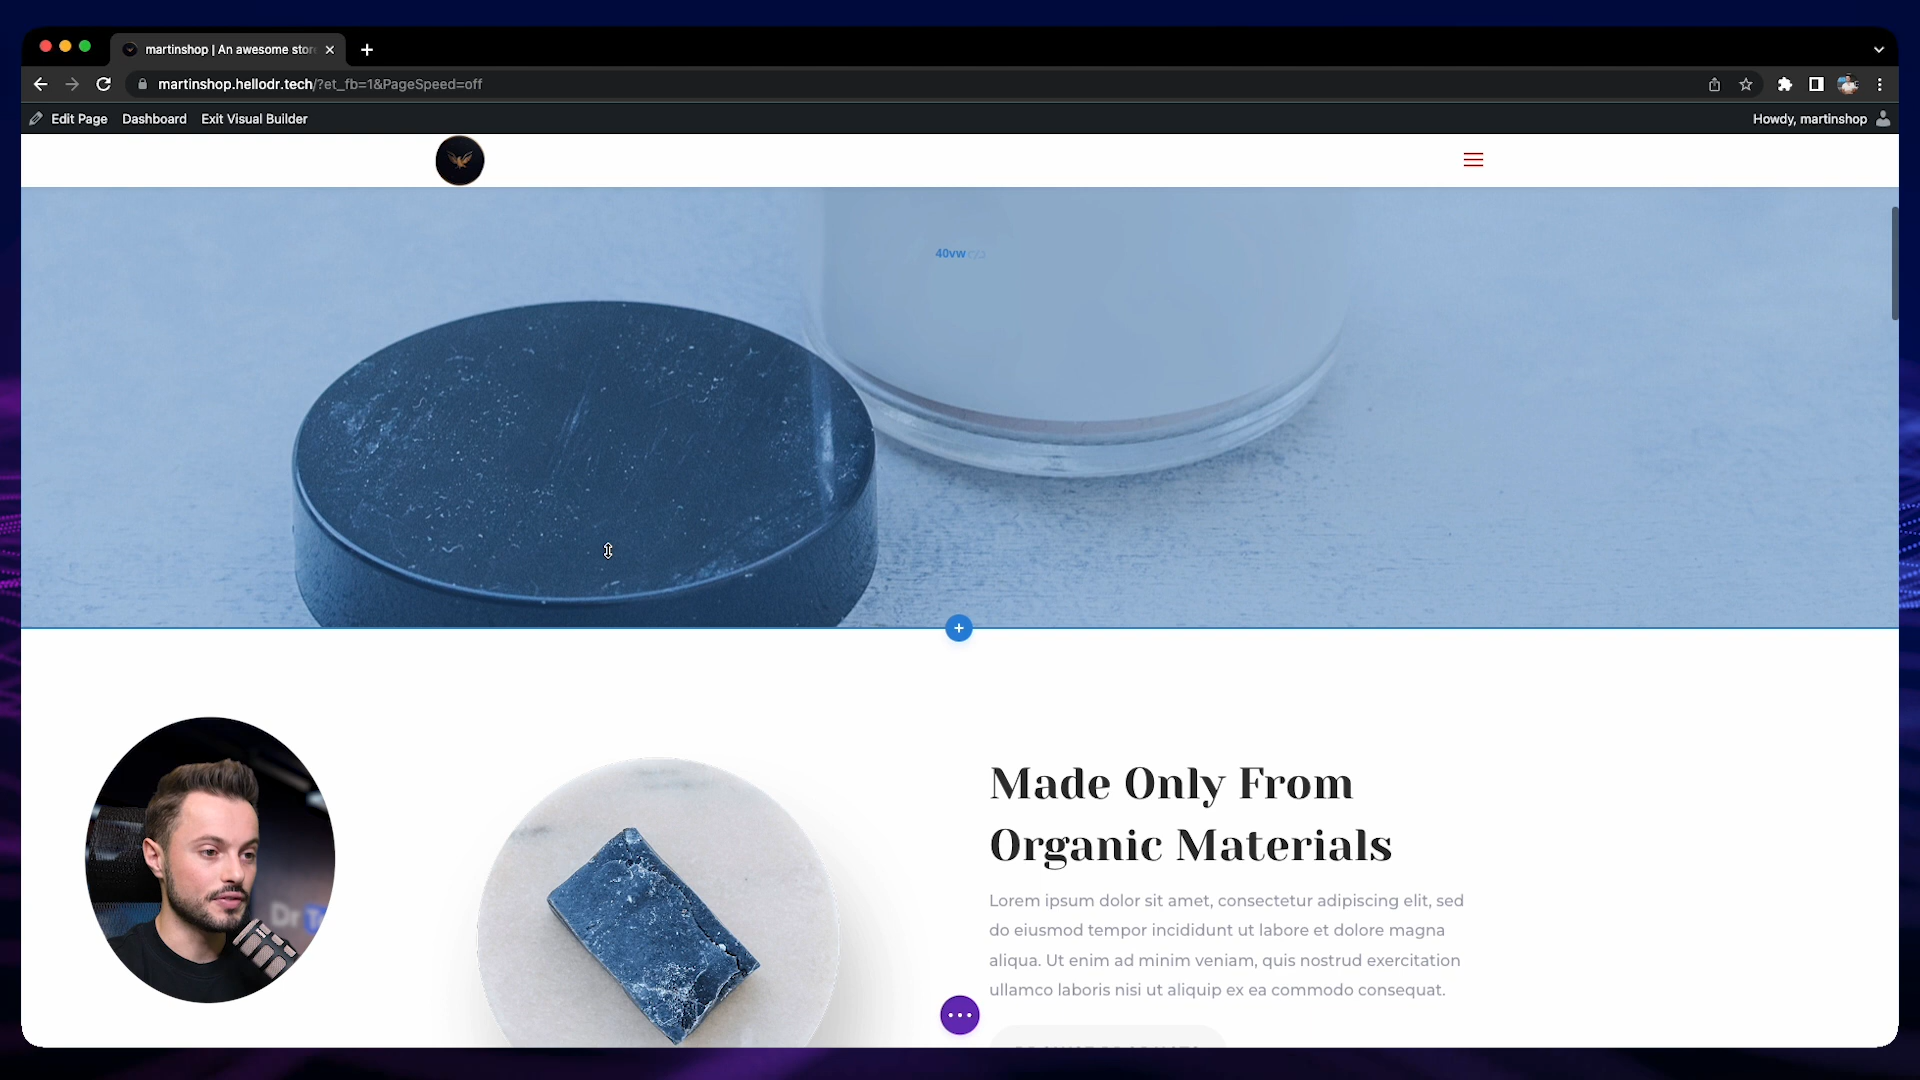 martinshop | An awesome stor
martinshop.hellodr.tech/?et_fb=1&PageSpeed=off
Edit Page Dashboard Exit Visual Builder
Howdy, martinshop
40vw
Made Only From
Organic Materials
Lorem ipsum dolor sit amet, consectetur adipiscing elit, sed
do eiusmod tempor incididunt ut labore et dolore magna
aliqua. Ut enim ad minim veniam, quis nostrud exercitation
ullamco laboris nisi ut aliquip ex ea commodo consequat.
Dr